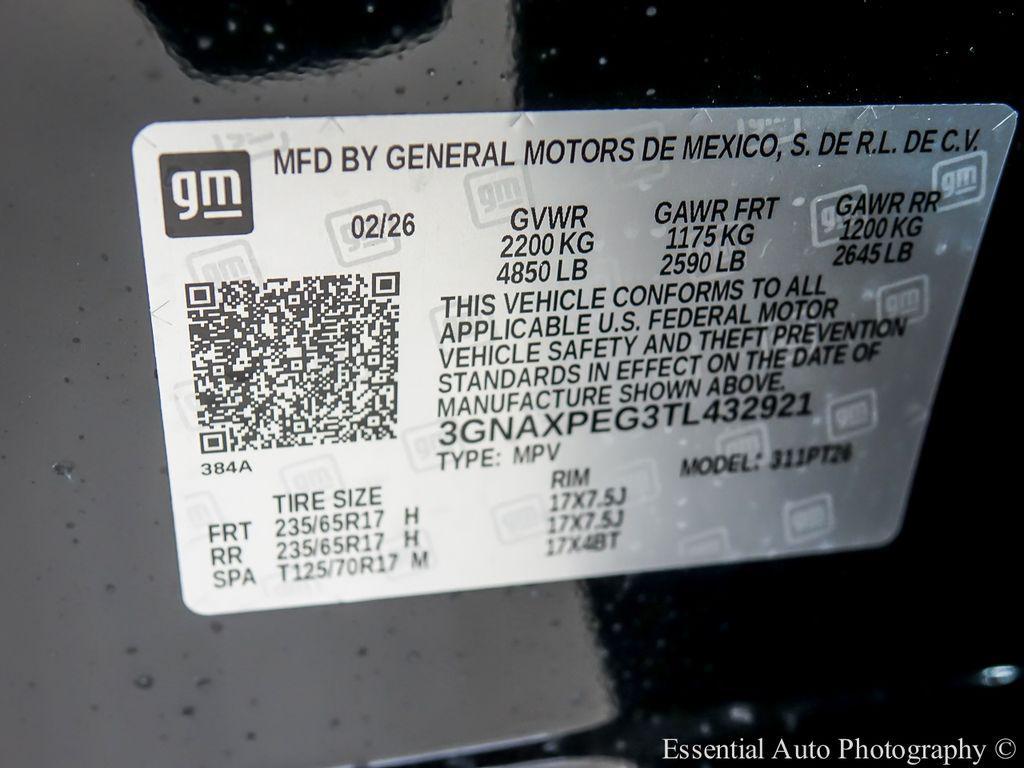 gm
MFD BY GENERAL MOTORS DE MEXICO, S. DE R.L. DE C.V.
02/26
GVWR
2200 KG
4850 LB
GAWR FRT
1175 KG
2590 LB
GAWR RR
1200 KG
2645 LB
THIS VEHICLE CONFORMS TO ALL
APPLICABLE U.S. FEDERAL MOTOR
VEHICLE SAFETY AND THEFT PREVENTION
STANDARDS IN EFFECT ON THE DATE OF
MANUFACTURE SHOWN ABOVE.
3GNAXPEG3TL432921
TYPE: MPV MODEL: 311PT26
384A
TIRE SIZE RIM
FRT 235/65R17 H 17X7.5J
RR 235/65R17 H 17X7.5J
SPA T125/70R17 M 17X4BT
Essential Auto Photography ©